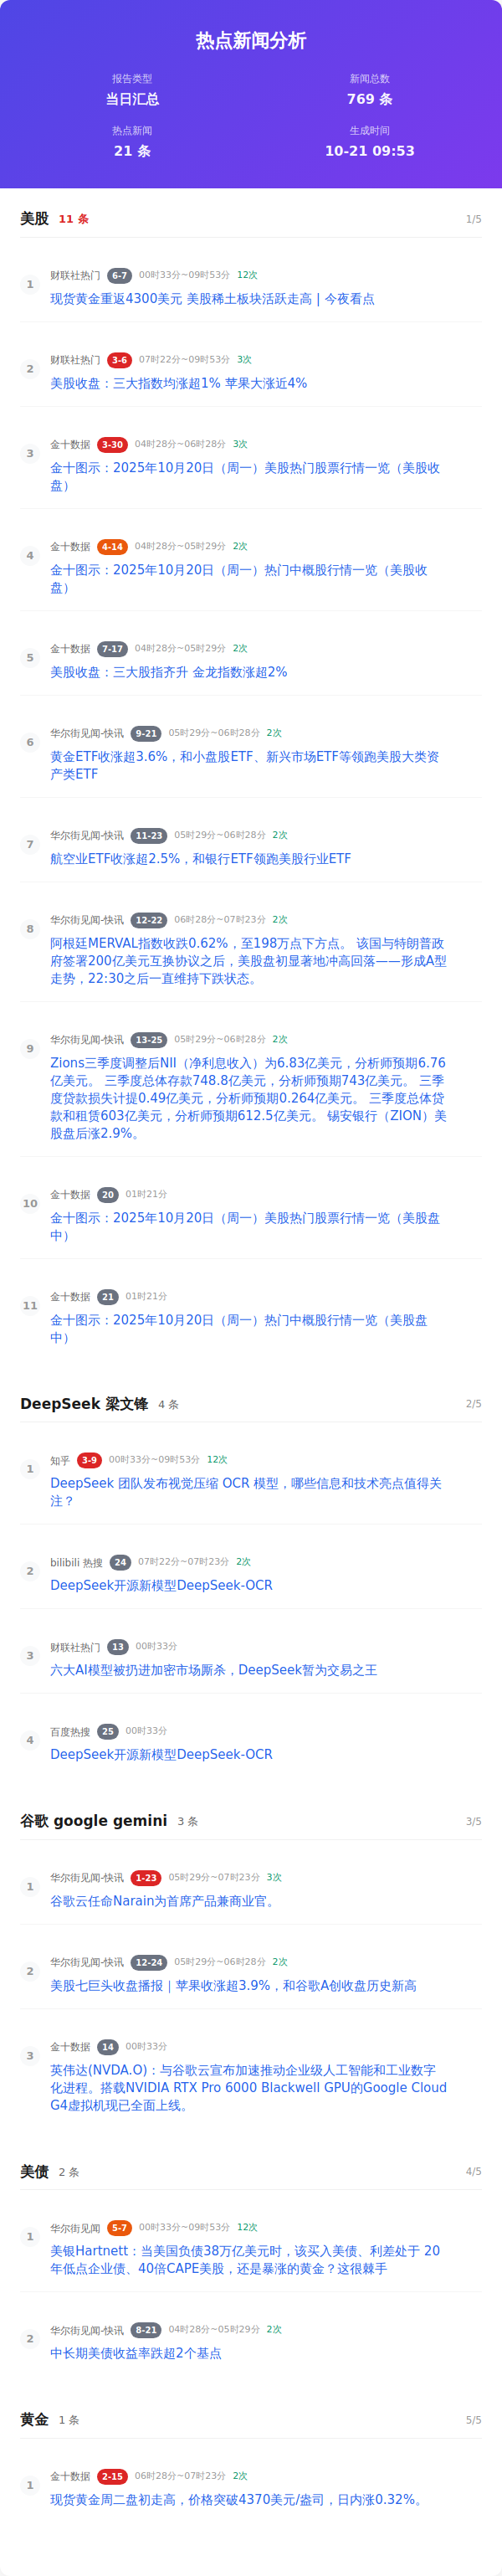 热点新闻分析
报告类型
新闻总数
当日汇总
769 条
热点新闻
生成时间
21 条
10-21 09:53
美股 11 条 1/5
1
财联社热门 6-7 00时33分~09时53分 12次
现货黄金重返4300美元 美股稀土板块活跃走高 | 今夜看点
2
财联社热门 3-6 07时22分~09时53分 3次
美股收盘：三大指数均涨超1% 苹果大涨近4%
3
金十数据 3-30 04时28分~06时28分 3次
金十图示：2025年10月20日（周一）美股热门股票行情一览（美股收
盘）
4
金十数据 4-14 04时28分~05时29分 2次
金十图示：2025年10月20日（周一）热门中概股行情一览（美股收
盘）
5
金十数据 7-17 04时28分~05时29分 2次
美股收盘：三大股指齐升 金龙指数涨超2%
6
华尔街见闻-快讯 9-21 05时29分~06时28分 2次
黄金ETF收涨超3.6%，和小盘股ETF、新兴市场ETF等领跑美股大类资
产类ETF
7
华尔街见闻-快讯 11-23 05时29分~06时28分 2次
航空业ETF收涨超2.5%，和银行ETF领跑美股行业ETF
8
华尔街见闻-快讯 12-22 06时28分~07时23分 2次
阿根廷MERVAL指数收跌0.62%，至198万点下方点。 该国与特朗普政
府签署200亿美元互换协议之后，美股盘初显著地冲高回落——形成A型
走势，22:30之后一直维持下跌状态。
9
华尔街见闻-快讯 13-25 05时29分~06时28分 2次
Zions三季度调整后NII（净利息收入）为6.83亿美元，分析师预期6.76
亿美元。 三季度总体存款748.8亿美元，分析师预期743亿美元。 三季
度贷款损失计提0.49亿美元，分析师预期0.264亿美元。 三季度总体贷
款和租赁603亿美元，分析师预期612.5亿美元。 锡安银行（ZION）美
股盘后涨2.9%。
10
金十数据 20 01时21分
金十图示：2025年10月20日（周一）美股热门股票行情一览（美股盘
中）
11
金十数据 21 01时21分
金十图示：2025年10月20日（周一）热门中概股行情一览（美股盘
中）
DeepSeek 梁文锋 4 条 2/5
1
知乎 3-9 00时33分~09时53分 12次
DeepSeek 团队发布视觉压缩 OCR 模型，哪些信息和技术亮点值得关
注？
2
bilibili 热搜 24 07时22分~07时23分 2次
DeepSeek开源新模型DeepSeek-OCR
3
财联社热门 13 00时33分
六大AI模型被扔进加密市场厮杀，DeepSeek暂为交易之王
4
百度热搜 25 00时33分
DeepSeek开源新模型DeepSeek-OCR
谷歌 google gemini 3 条 3/5
1
华尔街见闻-快讯 1-23 05时29分~07时23分 3次
谷歌云任命Narain为首席产品兼商业官。
2
华尔街见闻-快讯 12-24 05时29分~06时28分 2次
美股七巨头收盘播报｜苹果收涨超3.9%，和谷歌A创收盘历史新高
3
金十数据 14 00时33分
英伟达(NVDA.O)：与谷歌云宣布加速推动企业级人工智能和工业数字
化进程。搭载NVIDIA RTX Pro 6000 Blackwell GPU的Google Cloud
G4虚拟机现已全面上线。
美债 2 条 4/5
1
华尔街见闻 5-7 00时33分~09时53分 12次
美银Hartnett：当美国负债38万亿美元时，该买入美债、利差处于 20
年低点企业债、40倍CAPE美股，还是暴涨的黄金？这很棘手
2
华尔街见闻-快讯 8-21 04时28分~05时29分 2次
中长期美债收益率跌超2个基点
黄金 1 条 5/5
1
金十数据 2-15 06时28分~07时23分 2次
现货黄金周二盘初走高，价格突破4370美元/盎司，日内涨0.32%。